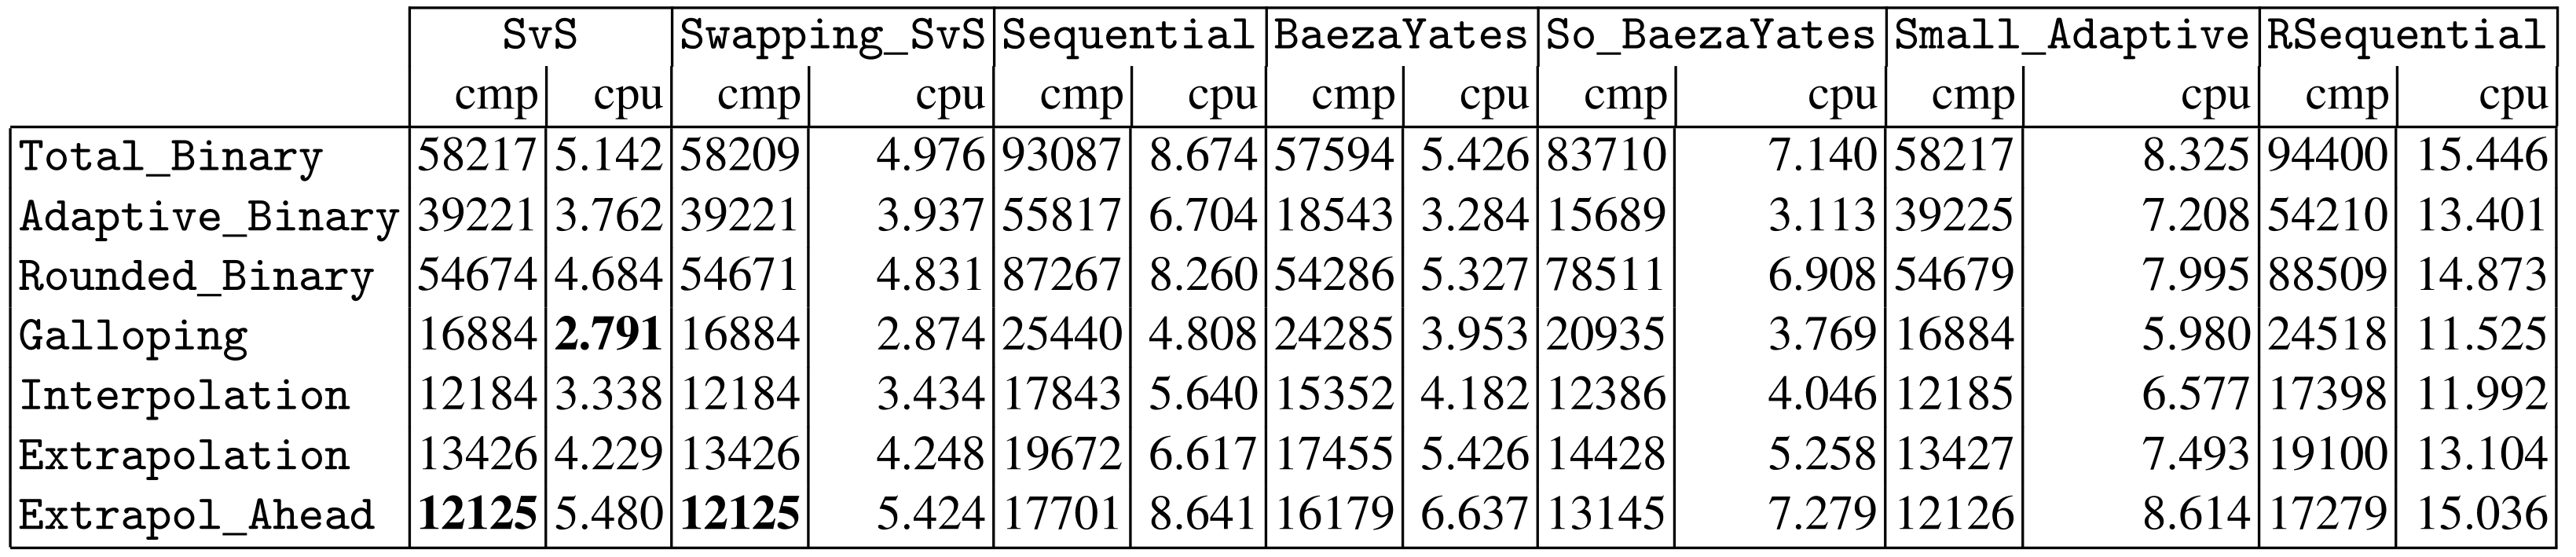 SvS Swapping_SvS Sequential BaezaYates So_BaezaYates Small_Adaptive RSequential
cmp cpu cmp cpu cmp cpu cmp cpu cmp cpu cmp cpu cmp cpu
Total_Binary 58217 5.142 58209 4.976 93087 8.674 57594 5.426 83710 7.140 58217 8.325 94400 15.446
Adaptive_Binary 39221 3.762 39221 3.937 55817 6.704 18543 3.284 15689 3.113 39225 7.208 54210 13.401
Rounded_Binary 54674 4.684 54671 4.831 87267 8.260 54286 5.327 78511 6.908 54679 7.995 88509 14.873
Galloping 16884 2.791 16884 2.874 25440 4.808 24285 3.953 20935 3.769 16884 5.980 24518 11.525
Interpolation 12184 3.338 12184 3.434 17843 5.640 15352 4.182 12386 4.046 12185 6.577 17398 11.992
Extrapolation 13426 4.229 13426 4.248 19672 6.617 17455 5.426 14428 5.258 13427 7.493 19100 13.104
Extrapol_Ahead 12125 5.480 12125 5.424 17701 8.641 16179 6.637 13145 7.279 12126 8.614 17279 15.036